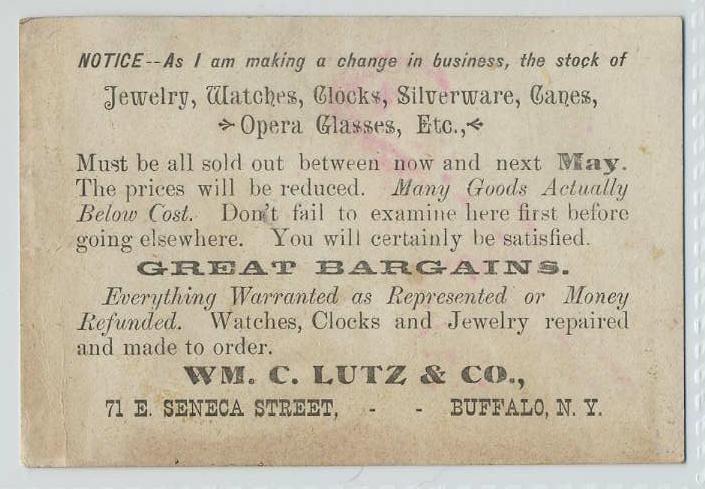 NOTICE--As I am making a change in business, the stock of
Jewelry, Watches, Clocks, Silverware, Canes,
Opera Glasses, Etc.,
Must be all sold out between now and next May.
The prices will be reduced. Many Goods Actually
Below Cost. Don't fail to examine here first before
going elsewhere. You will certainly be satisfied.
GREAT BARGAINS.
Everything Warranted as Represented or Money
Refunded. Watches, Clocks and Jewelry repaired
and made to order.
WM. C. LUTZ & CO.,
71 E. SENECA STREET, - - BUFFALO, N. Y.